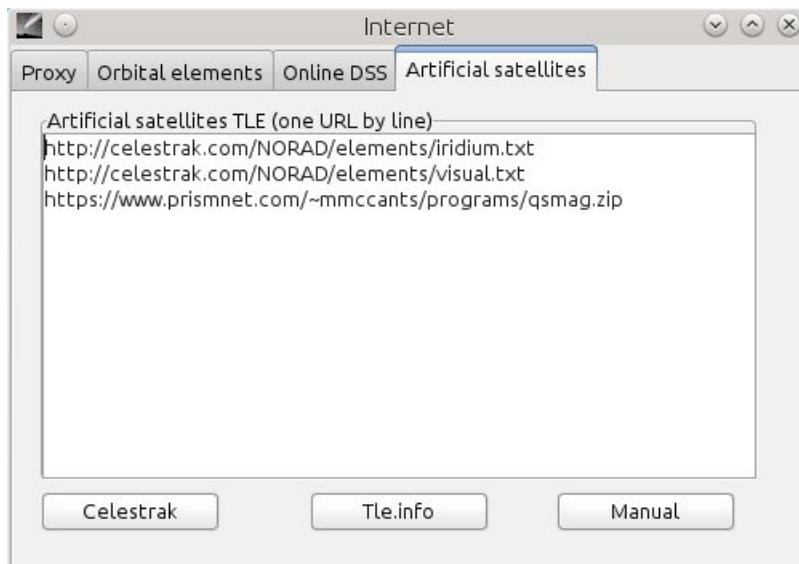 Internet
Proxy Orbital elements Online DSS Artificial satellites
Artificial satellites TLE (one URL by line)
http://celestrak.com/NORAD/elements/iridium.txt
http://celestrak.com/NORAD/elements/visual.txt
https://www.prismnet.com/~mmccants/programs/qsmag.zip
Celestrak Tle.info Manual